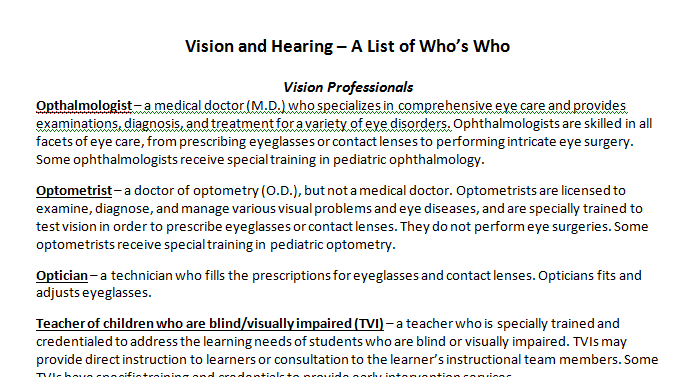 Vision and Hearing – A List of Who's Who
Vision Professionals
Opthalmologist – a medical doctor (M.D.) who specializes in comprehensive eye care and provides
examinations, diagnosis, and treatment for a variety of eye disorders. Ophthalmologists are skilled in all
facets of eye care, from prescribing eyeglasses or contact lenses to performing intricate eye surgery.
Some ophthalmologists receive special training in pediatric ophthalmology.
Optometrist – a doctor of optometry (O.D.), but not a medical doctor. Optometrists are licensed to
examine, diagnose, and manage various visual problems and eye diseases, and are specially trained to
test vision in order to prescribe eyeglasses or contact lenses. They do not perform eye surgeries. Some
optometrists receive special training in pediatric optometry.
Optician – a technician who fills the prescriptions for eyeglasses and contact lenses. Opticians fits and
adjusts eyeglasses.
Teacher of children who are blind/visually impaired (TVI) – a teacher who is specially trained and
credentialed to address the learning needs of students who are blind or visually impaired. TVIs may
provide direct instruction to learners or consultation to the learner's instructional team members. Some
TVIs have specific training and credentials to provide early intervention services.